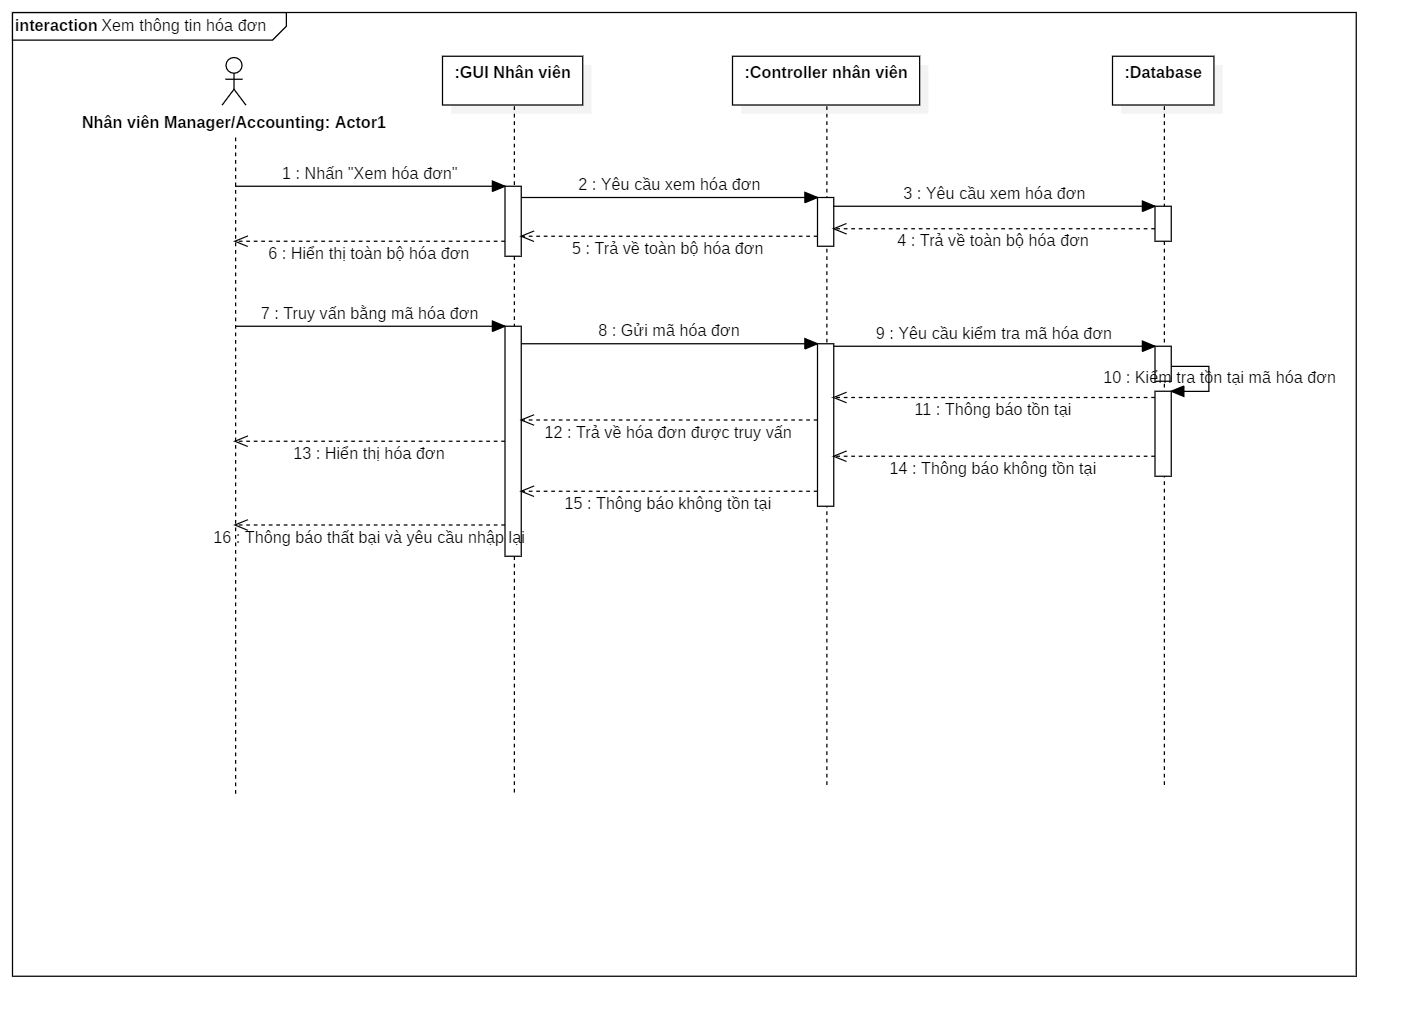 interaction Xem thông tin hóa đơn
:GUI Nhân viên
:Controller nhân viên
:Database
Nhân viên Manager/Accounting: Actor1
1 : Nhấn "Xem hóa đơn"
2 : Yêu cầu xem hóa đơn
3 : Yêu cầu xem hóa đơn
4 : Trả về toàn bộ hóa đơn
5 : Trả về toàn bộ hóa đơn
6 : Hiển thị toàn bộ hóa đơn
7 : Truy vấn bằng mã hóa đơn
8 : Gửi mã hóa đơn
9 : Yêu cầu kiểm tra mã hóa đơn
10 : Kiểm tra tồn tại mã hóa đơn
11 : Thông báo tồn tại
12 : Trả về hóa đơn được truy vấn
13 : Hiển thị hóa đơn
14 : Thông báo không tồn tại
15 : Thông báo không tồn tại
16 : Thông báo thất bại và yêu cầu nhập lại